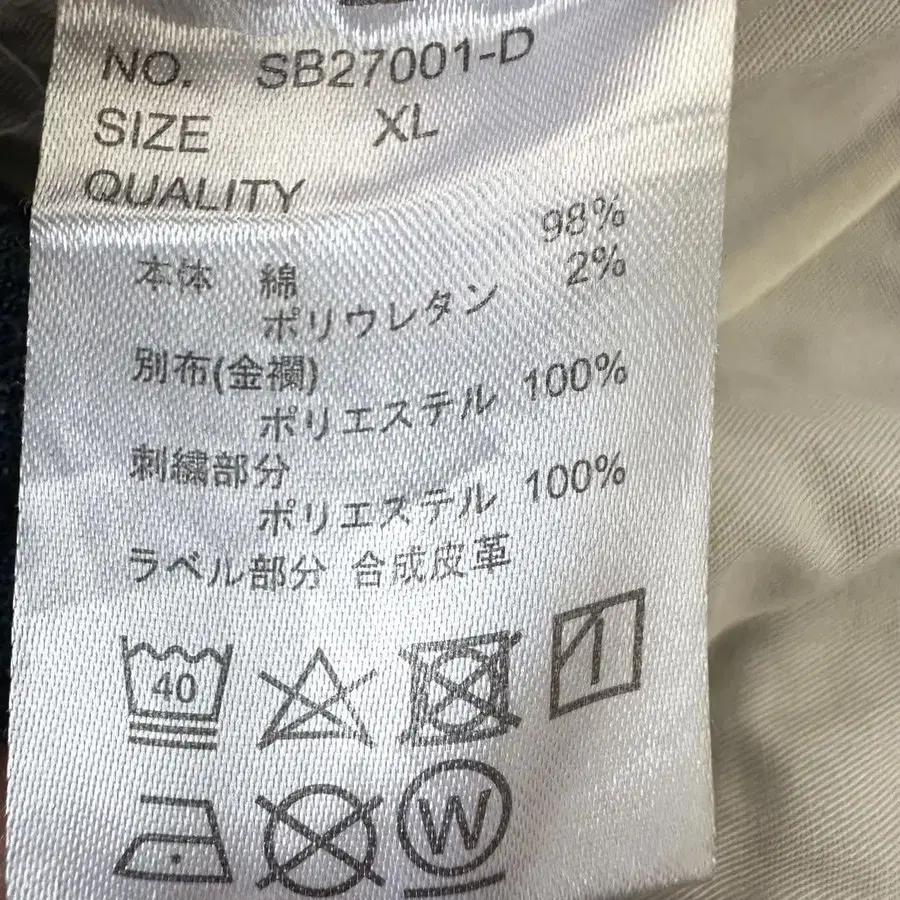 NO. SB27001-D
SIZE XL
QUALITY
98%
本体 綿 2%
ポリウレタン
別布(金襴)
ポリエステル 100%
刺繍部分
ポリエステル 100%
ラベル部分 合成皮革
40
W